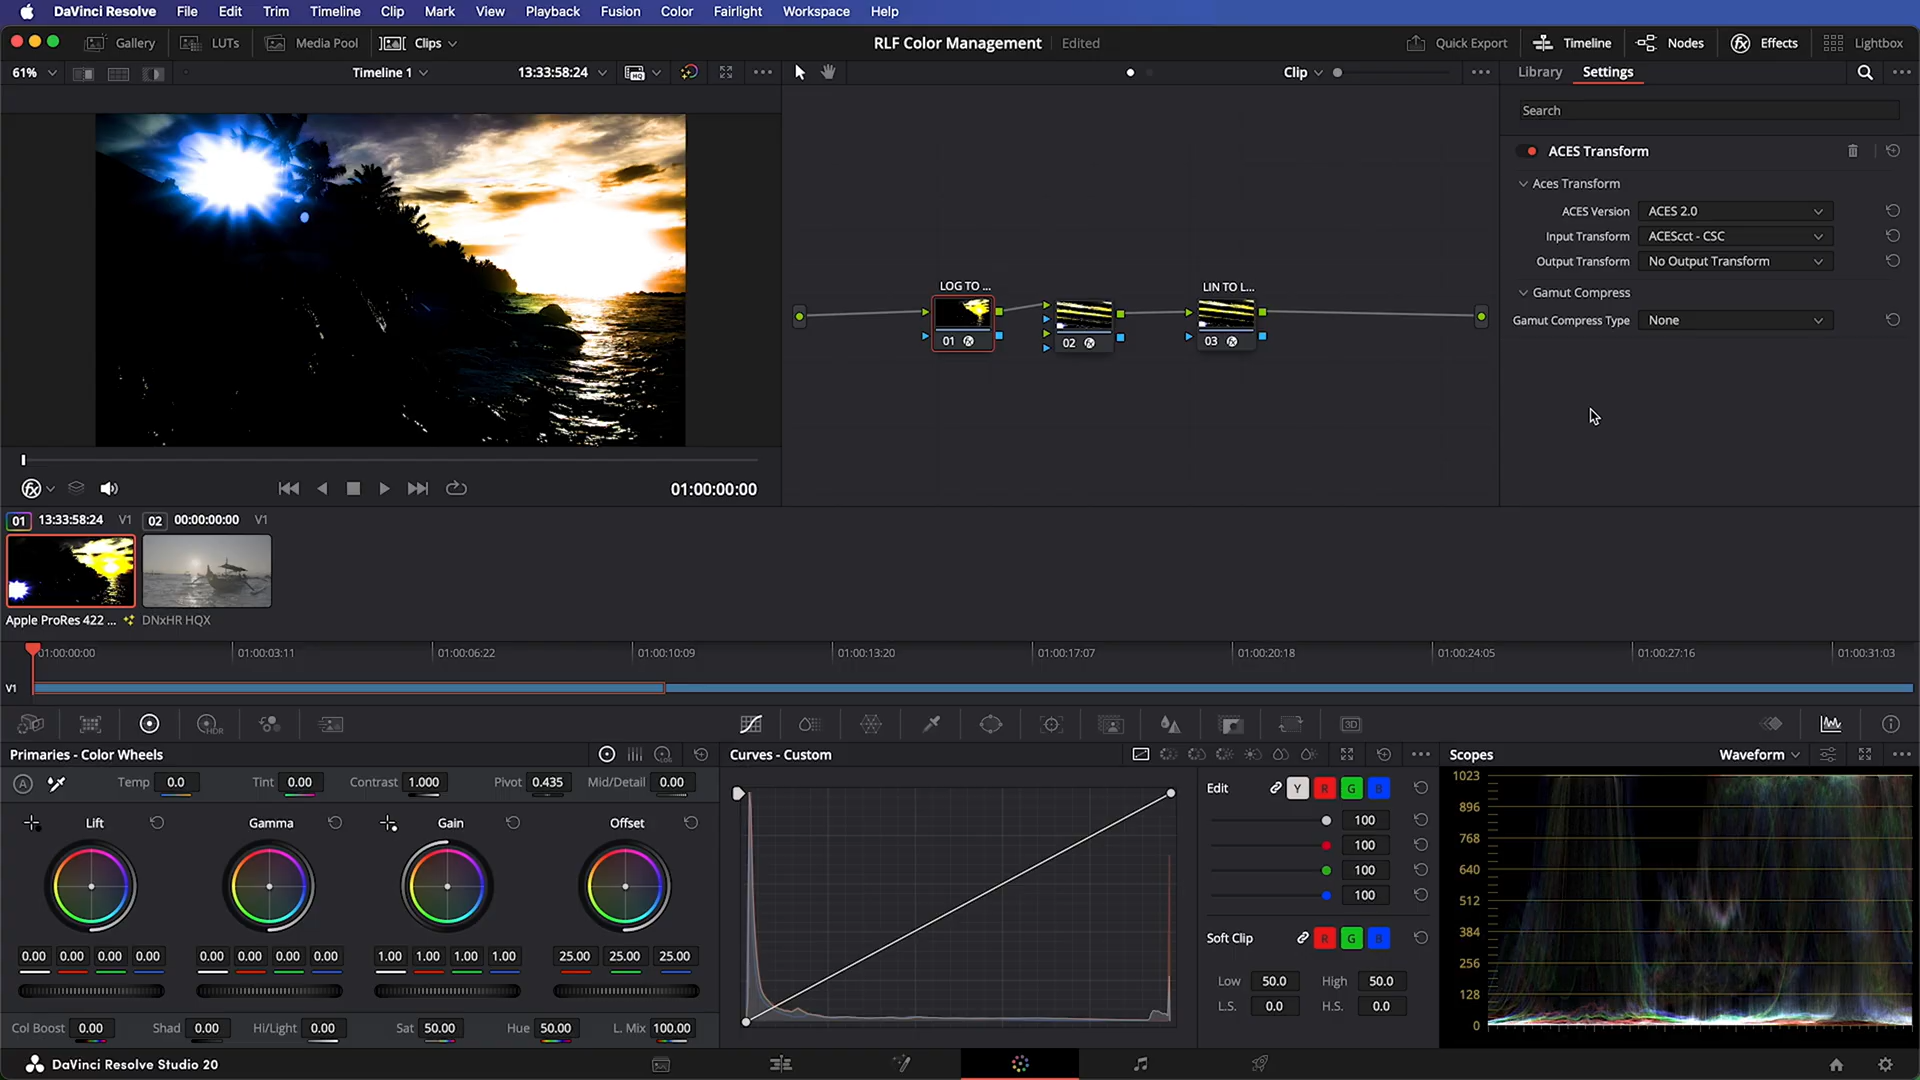 DaVinci Resolve File Edit Trim Timeline Clip Mark View Playback Fusion Color Fairlight Workspace Help
Gallery LUTs Media Pool Clips RLF Color Management Edited Quick Export Timeline Nodes Effects Lightbox
61% Timeline 1 13:33:58:24 HQ Clip Library Settings
Search
ACES Transform
Aces Transform
ACES Version ACES 2.0
Input Transform ACEScct - CSC
Output Transform No Output Transform
Gamut Compress
Gamut Compress Type None
LOG TO ... LIN TO L...
01 02 03
01:00:00:00
01 13:33:58:24 V1 02 00:00:00:00 V1
Apple ProRes 422 ... DNxHR HQX
01:00:00:00 01:00:03:11 01:00:06:22 01:00:10:09 01:00:13:20 01:00:17:07 01:00:20:18 01:00:24:05 01:00:27:16 01:00:31:03
V1
HDR 3D
Primaries - Color Wheels LOG Curves - Custom Scopes Waveform
A Temp 0.0 Tint 0.00 Contrast 1.000 Pivot 0.435 Mid/Detail 0.00
Lift Gamma Gain Offset
0.00 0.00 0.00 0.00 0.00 0.00 0.00 0.00 1.00 1.00 1.00 1.00 25.00 25.00 25.00
Col Boost 0.00 Shad 0.00 Hi/Light 0.00 Sat 50.00 Hue 50.00 L. Mix 100.00
Edit Y R G B
100
100
100
100
Soft Clip R G B
Low 50.0 High 50.0
L.S. 0.0 H.S. 0.0
1023
896
768
640
512
384
256
128
0
DaVinci Resolve Studio 20